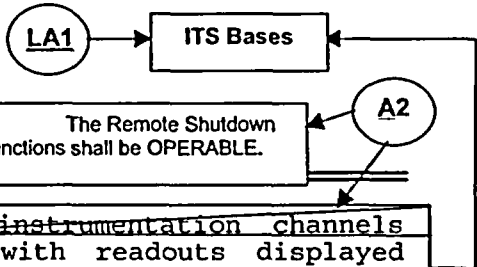 LA1
ITS Bases
A2
The Remote Shutdown
nctions shall be OPERABLE.
instrumentation channels
with readouts displayed